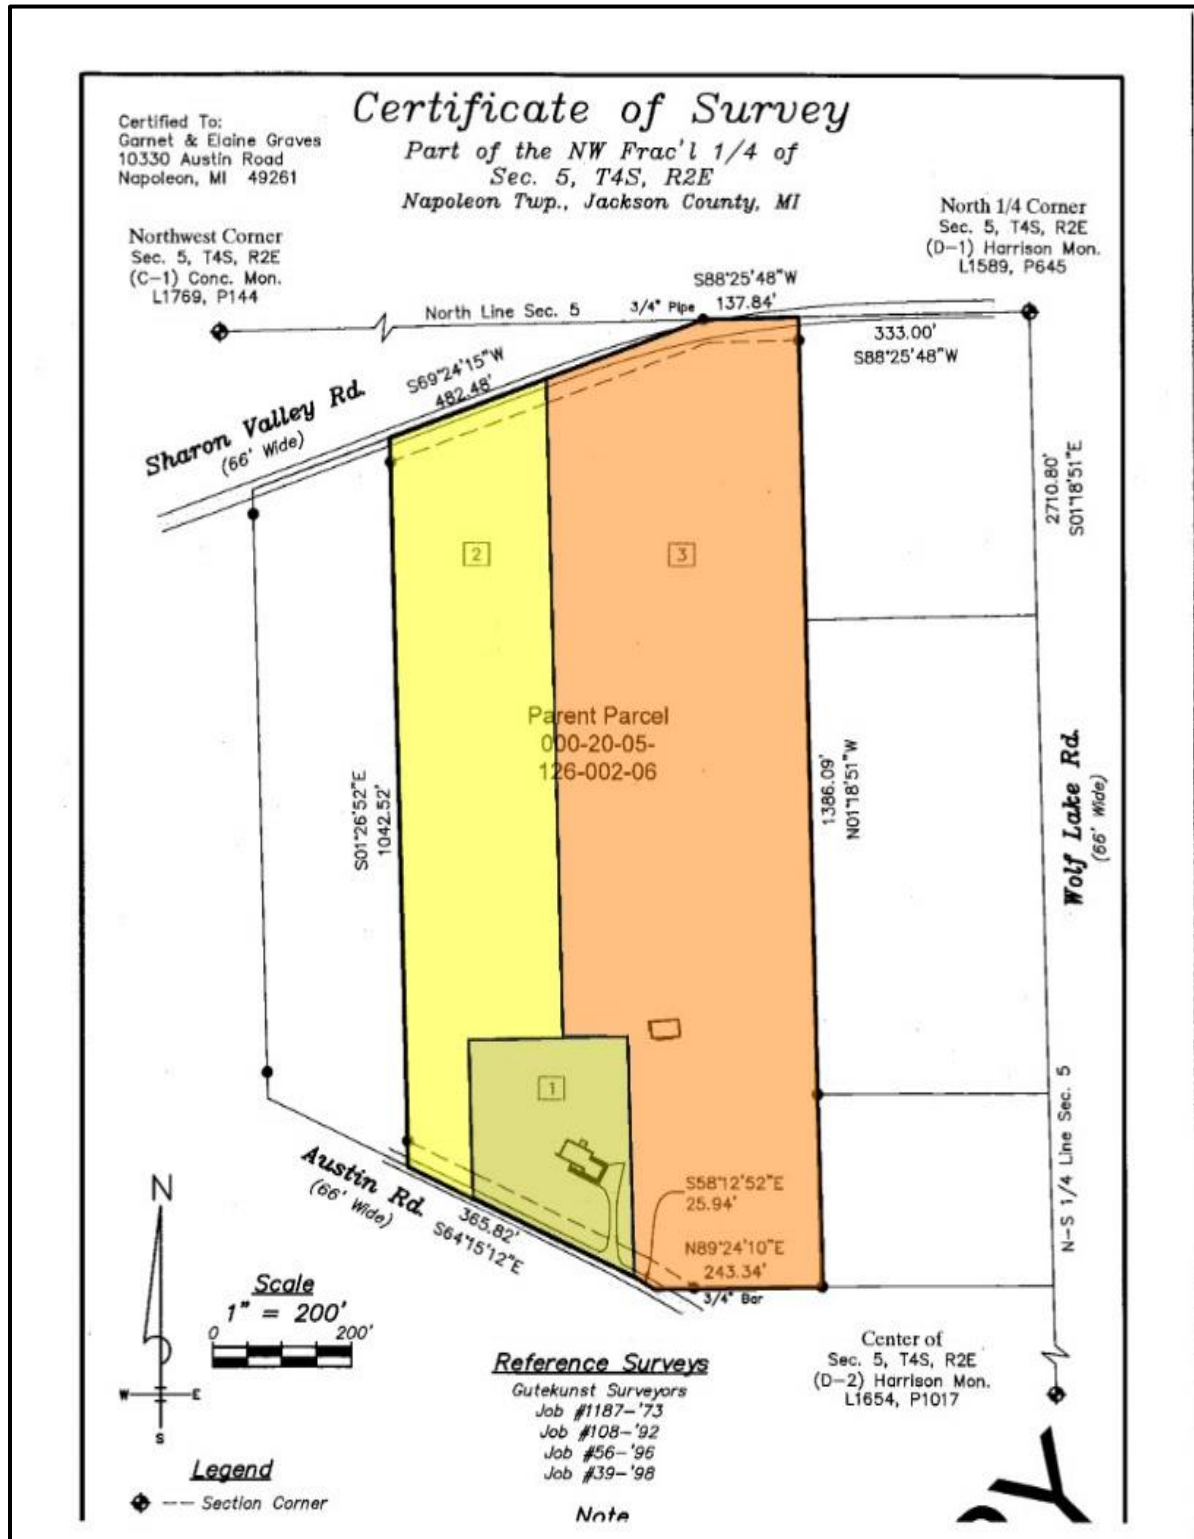 Certificate of Survey
Part of the NW Frac'l 1/4 of
Sec. 5, T4S, R2E
Napoleon Twp., Jackson County, MI
Certified To:
Garnet & Elaine Graves
10330 Austin Road
Napoleon, MI 49261
Northwest Corner
Sec. 5, T4S, R2E
(C-1) Conc. Mon.
L1769, P144
North 1/4 Corner
Sec. 5, T4S, R2E
(D-1) Harrison Mon.
L1589, P645
North Line Sec. 5
3/4" Pipe
S88°25'48"W
137.84'
333.00'
S88°25'48"W
S69°24'15"W
482.48'
Sharon Valley Rd.
(66' Wide)
2710.80'
S01°18'51"E
2
3
Parent Parcel
000-20-05-
126-002-06
S01°26'52"E
1042.52'
1386.09'
N01°18'51"W
Wolf Lake Rd.
(66' Wide)
N-S 1/4 Line Sec. 5
1
Austin Rd.
(66' Wide)
365.82'
S64°15'12"E
S58°12'52"E
25.94'
N89°24'10"E
243.34'
3/4" Bar
N
W
E
S
Scale
1" = 200'
0
200'
Reference Surveys
Gutekunst Surveyors
Job #1187-'73
Job #108-'92
Job #56-'96
Job #39-'98
Center of
Sec. 5, T4S, R2E
(D-2) Harrison Mon.
L1654, P1017
Legend
--- Section Corner
Note
Y